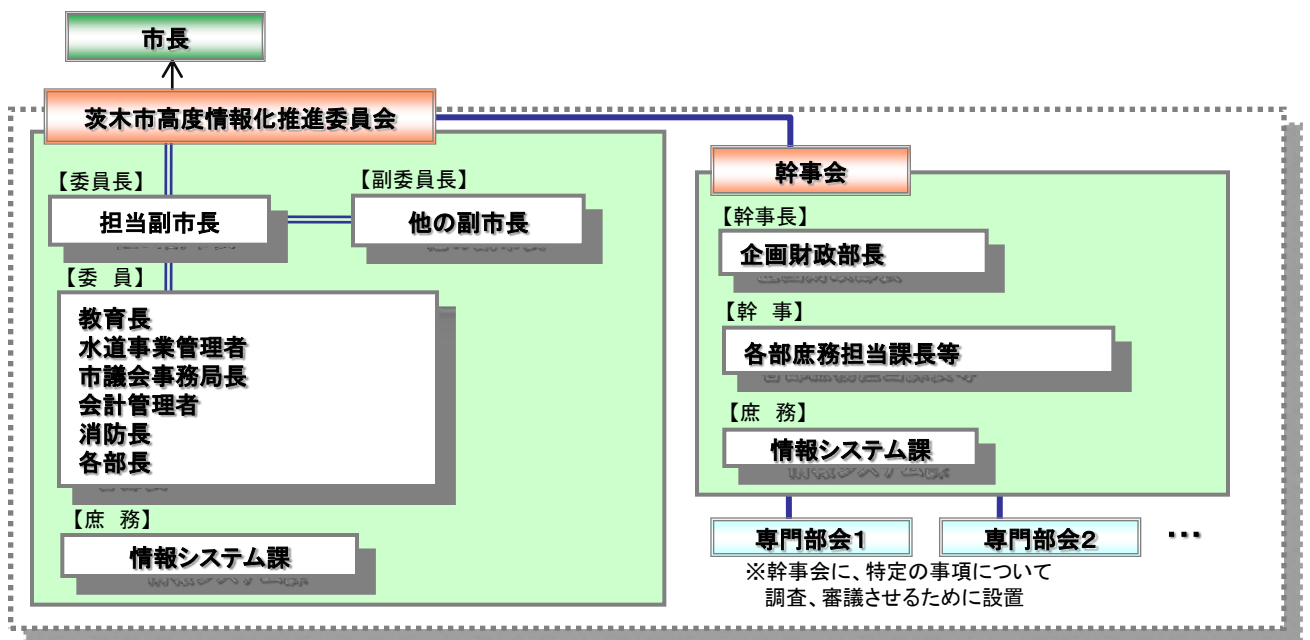 市長
茨木市高度情報化推進委員会
【委員長】
担当副市長
【副委員長】
他の副市長
【委　員】
教育長
水道事業管理者
市議会事務局長
会計管理者
消防長
各部長
【庶　務】
情報システム課
幹事会
【幹事長】
企画財政部長
【幹　事】
各部庶務担当課長等
【庶　務】
情報システム課
専門部会１
専門部会２
…
※幹事会に、特定の事項について
調査、審議させるために設置